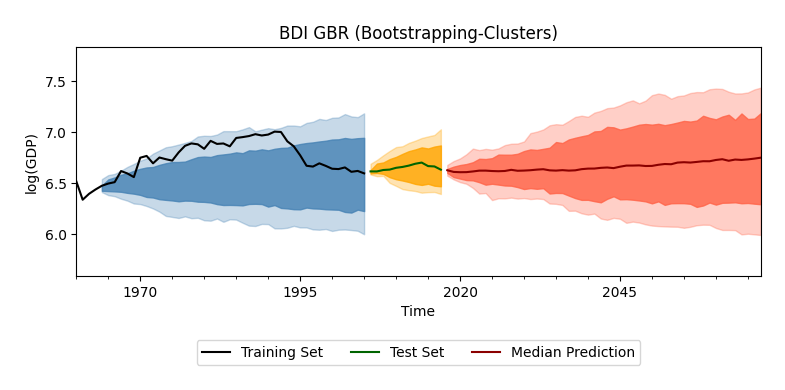 BDI GBR (Bootstrapping-Clusters)
7.5
7.0
6.5
6.0
log(GDP)
1970 1995 2020 2045
Time
Training Set Test Set Median Prediction